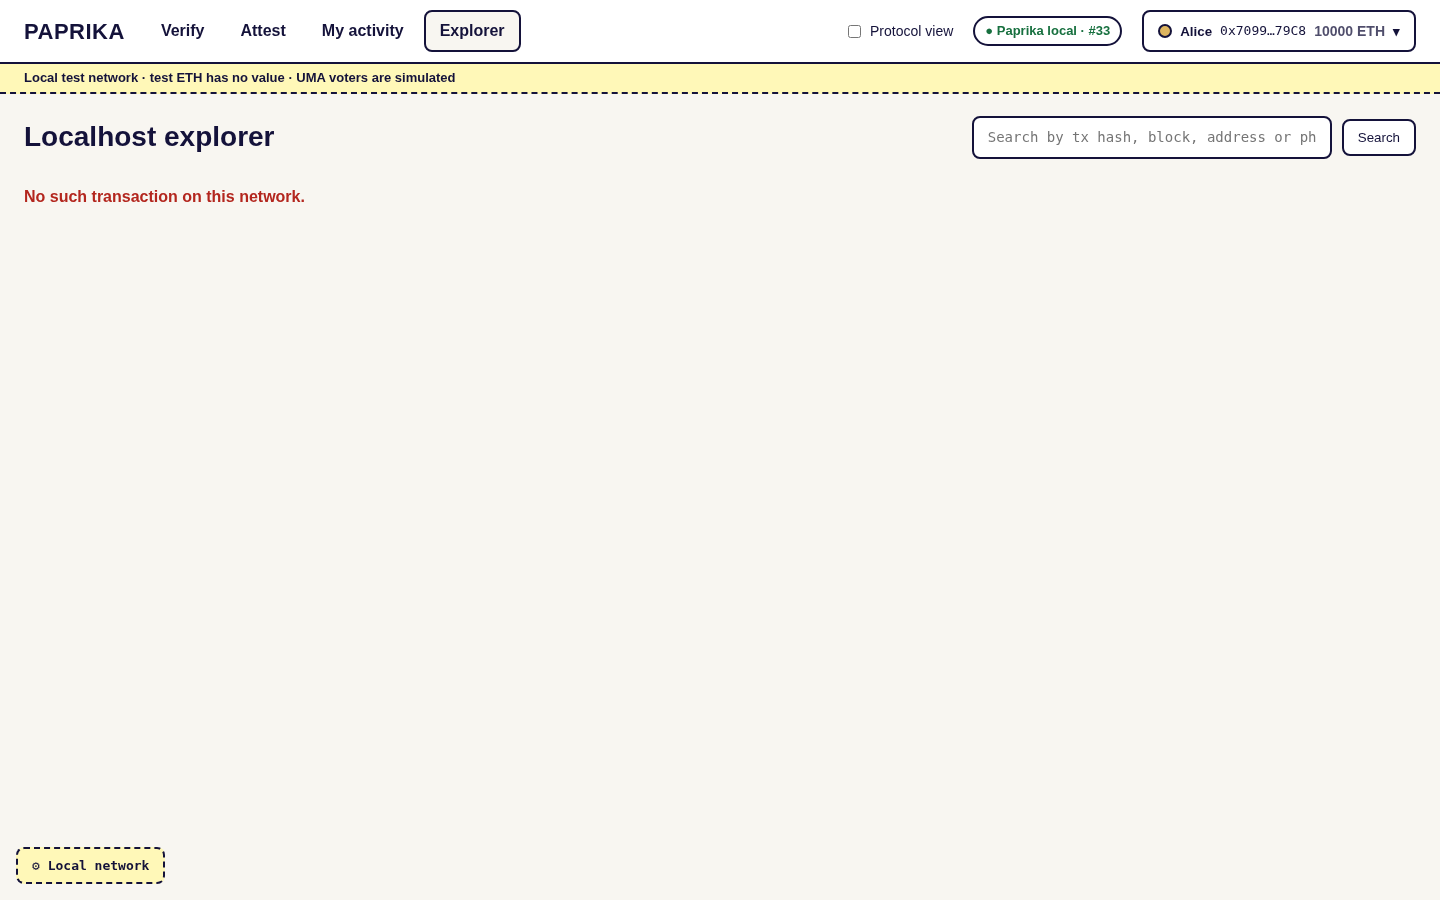 PAPRIKA Verify Attest My activity Explorer Protocol view ● Paprika local · #33 Alice 0x7099…79C8 10000 ETH ▾
Local test network · test ETH has no value · UMA voters are simulated
Localhost explorer Search by tx hash, block, address or ph Search
No such transaction on this network.
⚙ Local network